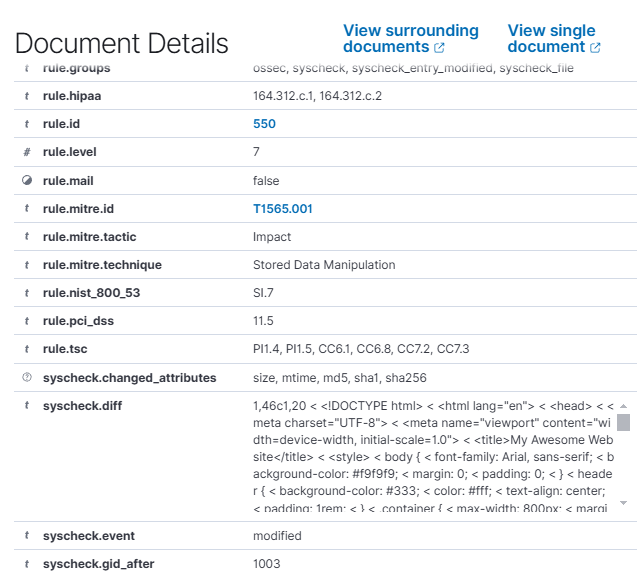 Document Details
View surrounding documents
View single document
t rule.groups ossec, syscheck, syscheck_entry_modified, syscheck_file
t rule.hipaa 164.312.c.1, 164.312.c.2
t rule.id 550
# rule.level 7
rule.mail false
t rule.mitre.id T1565.001
t rule.mitre.tactic Impact
t rule.mitre.technique Stored Data Manipulation
t rule.nist_800_53 SI.7
t rule.pci_dss 11.5
t rule.tsc PI1.4, PI1.5, CC6.1, CC6.8, CC7.2, CC7.3
? syscheck.changed_attributes size, mtime, md5, sha1, sha256
t syscheck.diff 1,46c1,20 < <!DOCTYPE html> < <html lang="en"> < <head> < <
meta charset="UTF-8"> < <meta name="viewport" content="wi
dth=device-width, initial-scale=1.0"> < <title>My Awesome Web
site</title> < <style> < body { < font-family: Arial, sans-serif; < b
ackground-color: #f9f9f9; < margin: 0; < padding: 0; < } < heade
r { < background-color: #333; < color: #fff; < text-align: center;
< padding: 1rem; < } < .container { < max-width: 800px; < margi
t syscheck.event modified
t syscheck.gid_after 1003